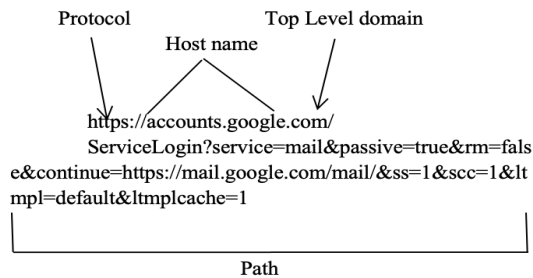 Protocol
Top Level domain
Host name
https://accounts.google.com/
ServiceLogin?service=mail&passive=true&rm=fals
e&continue=https://mail.google.com/mail/&ss=1&scc=1&lt
mpl=default&ltmplcache=1
Path